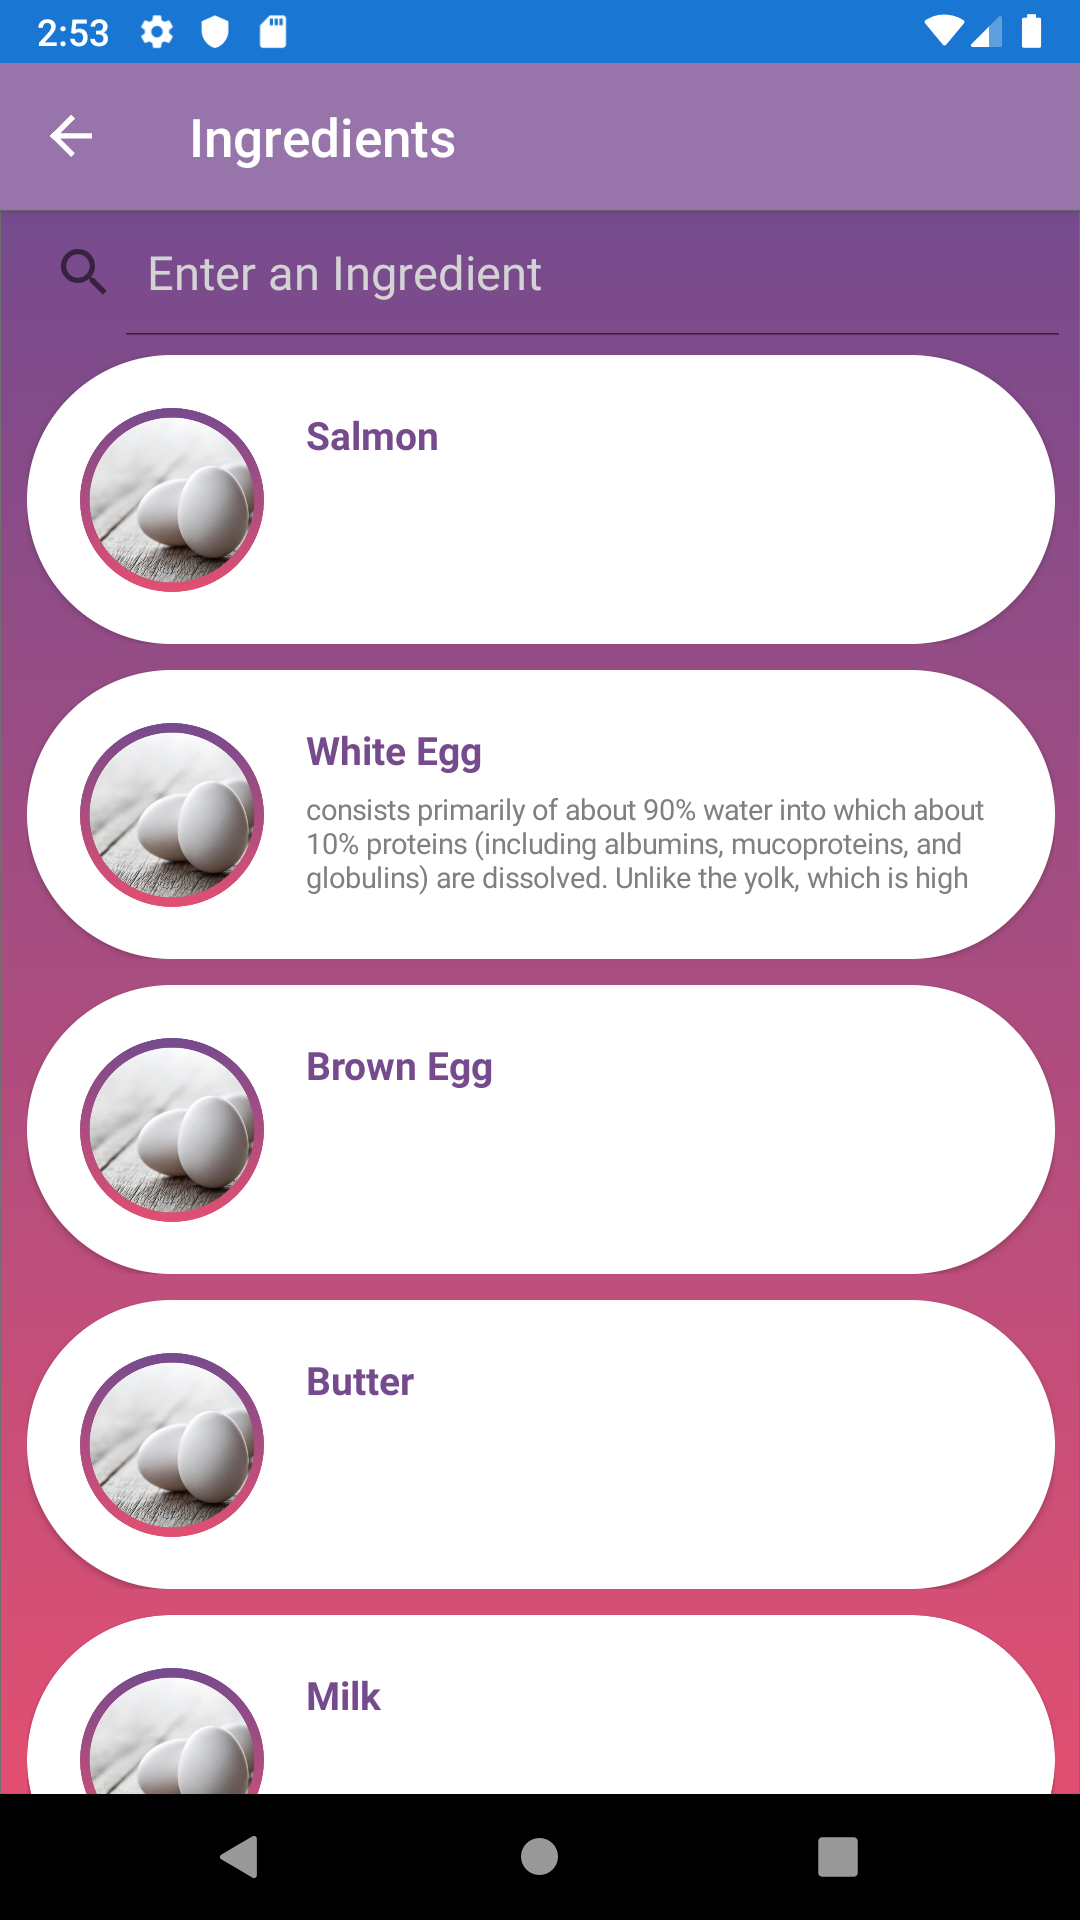 2:53
Ingredients
Enter an Ingredient
Salmon
White Egg
consists primarily of about 90% water into which about
10% proteins (including albumins, mucoproteins, and
globulins) are dissolved. Unlike the yolk, which is high
Brown Egg
Butter
Milk